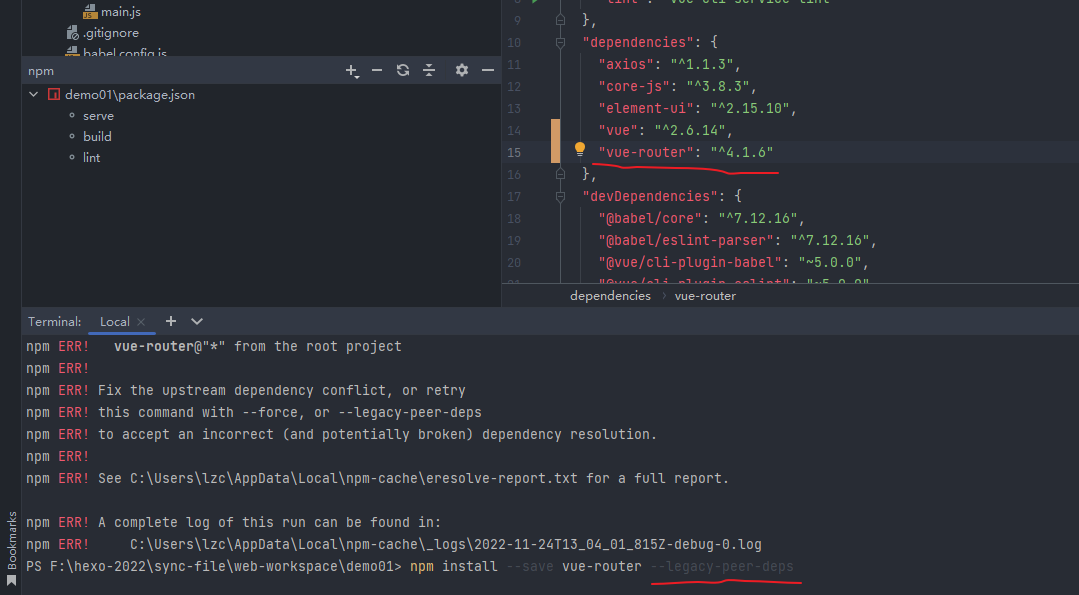 main.js
.gitignore
babel.config.js
npm
demo01\package.json
serve
build
lint
9 },
10 "dependencies": {
11 "axios": "^1.1.3",
12 "core-js": "^3.8.3",
13 "element-ui": "^2.15.10",
14 "vue": "^2.6.14",
15 "vue-router": "^4.1.6"
16 },
17 "devDependencies": {
18 "@babel/core": "^7.12.16",
19 "@babel/eslint-parser": "^7.12.16",
20 "@vue/cli-plugin-babel": "~5.0.0",
21 "@vue/cli-plugin-eslint": "~5.0.0"
dependencies › vue-router
Terminal: Local × + 
npm ERR!   vue-router@"*" from the root project
npm ERR!
npm ERR! Fix the upstream dependency conflict, or retry
npm ERR! this command with --force, or --legacy-peer-deps
npm ERR! to accept an incorrect (and potentially broken) dependency resolution.
npm ERR!
npm ERR! See C:\Users\lzc\AppData\Local\npm-cache\eresolve-report.txt for a full report.
npm ERR! A complete log of this run can be found in:
npm ERR!     C:\Users\lzc\AppData\Local\npm-cache\_logs\2022-11-24T13_04_01_815Z-debug-0.log
PS F:\hexo-2022\sync-file\web-workspace\demo01> npm install --save vue-router --legacy-peer-deps
Bookmarks